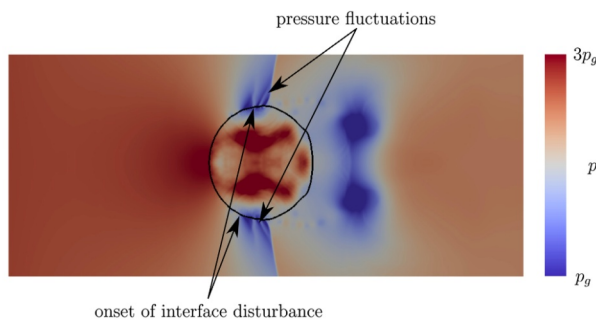 pressure fluctuations
3p_g
p
p_g
onset of interface disturbance